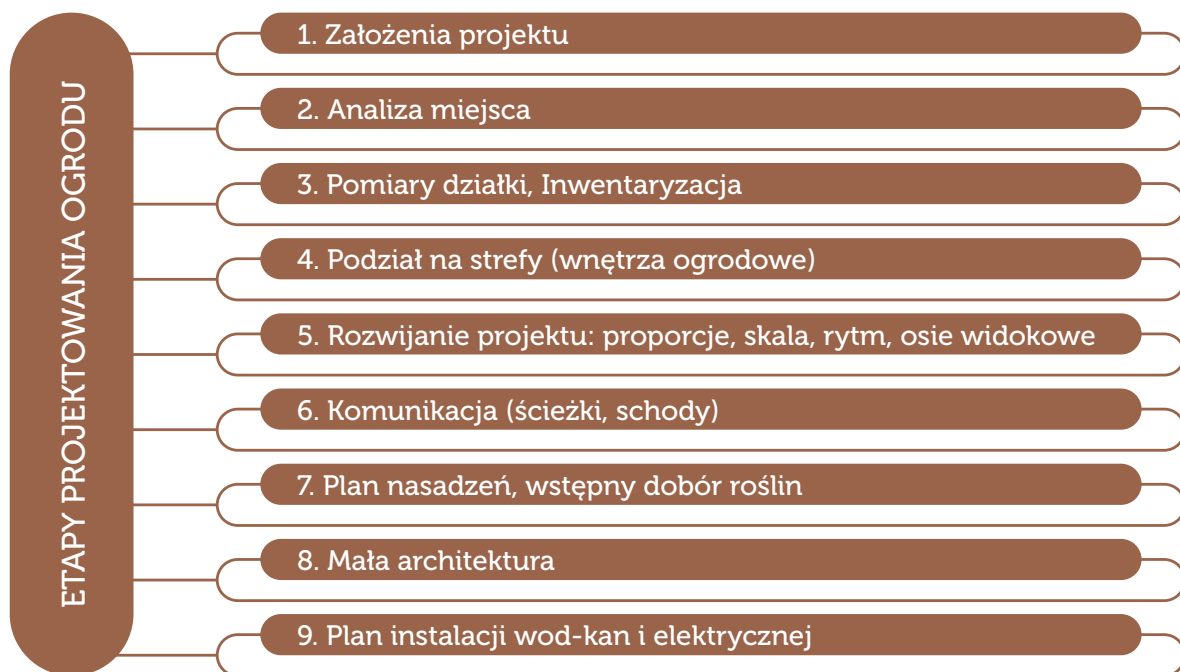 ETAPY PROJEKTOWANIA OGRODU
1. Założenia projektu
2. Analiza miejsca
3. Pomiary działki, Inwentaryzacja
4. Podział na strefy (wnętrza ogrodowe)
5. Rozwijanie projektu: proporcje, skala, rytm, osie widokowe
6. Komunikacja (ścieżki, schody)
7. Plan nasadzeń, wstępny dobór roślin
8. Mała architektura
9. Plan instalacji wod-kan i elektrycznej